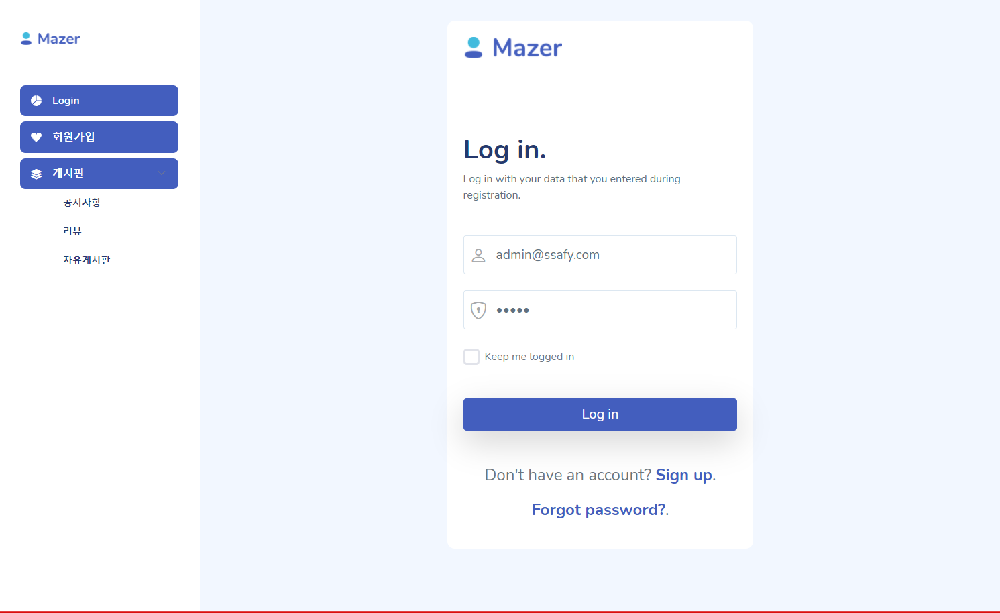 Mazer
Login
회원가입
게시판
공지사항
리뷰
자유게시판
Mazer
Log in.
Log in with your data that you entered during
registration.
admin@ssafy.com
•••••
Keep me logged in
Log in
Don't have an account? Sign up.
Forgot password?.